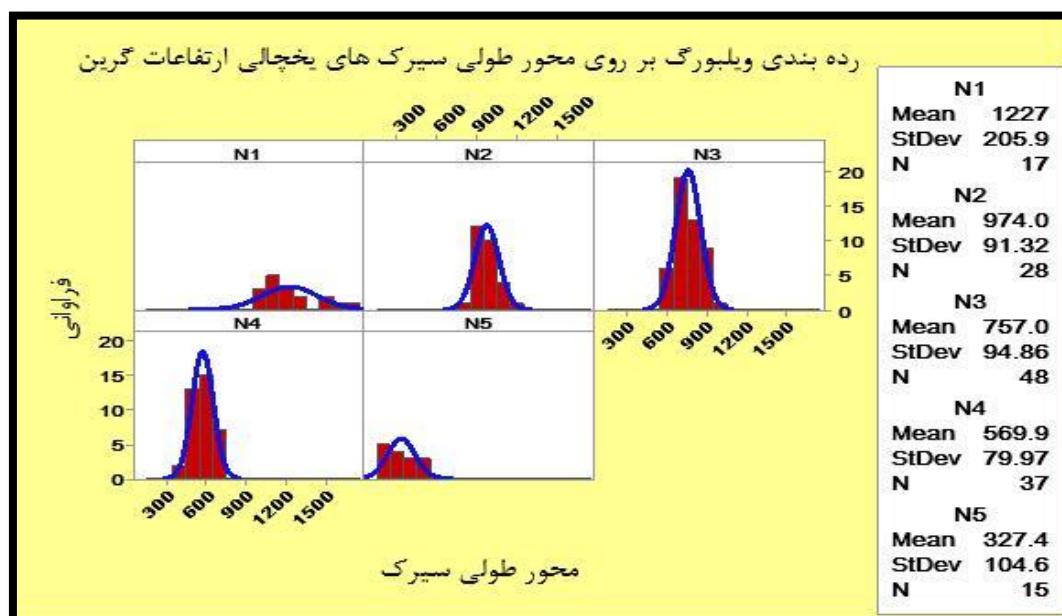 رده بندی ویلبورگ بر روی محور طولی سیرک های یخچالی ارتفاعات گرین
300 600 900 1200 1500
N1 N2 N3
20
15
10
5
0
فراوانی
N4 N5
300 600 900 1200 1500
20
15
10
5
0
300 600 900 1200 1500
محور طولی سیرک
N1
Mean 1227
StDev 205.9
N 17
N2
Mean 974.0
StDev 91.32
N 28
N3
Mean 757.0
StDev 94.86
N 48
N4
Mean 569.9
StDev 79.97
N 37
N5
Mean 327.4
StDev 104.6
N 15